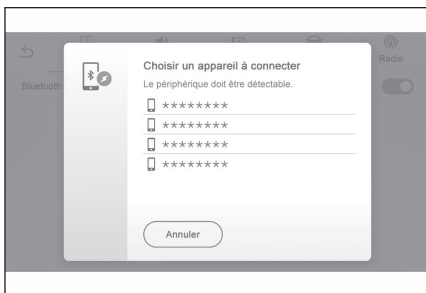 Radio
Bluetooth
Choisir un appareil à connecter
Le périphérique doit être détectable.
********
********
********
********
Annuler